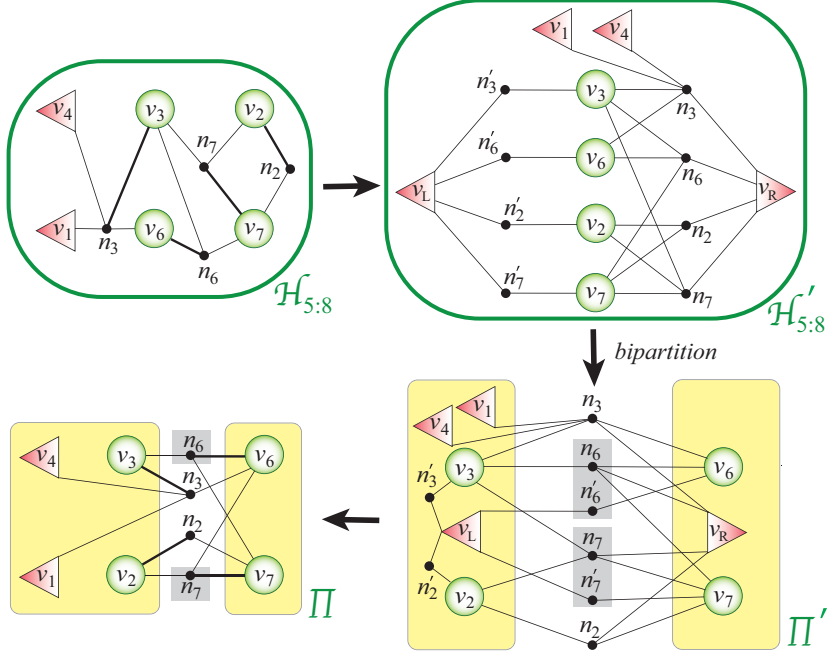 v1 v4
v4 v3 v2 n'3 v3 n3
n7 n2 n'6 v6 n6
v1 n3 v6 n6 v7 vL n'2 v2 n2 vR
H5:8 n'7 v7 n7 H'5:8
bipartition
n3
v1
v4 v3 n6 v6 v4 n'3 v3 n6 v6
n3 n'6
n2 vL n7 vR
v1 v2 n7 v7 n'2 v2 n'7 v7
Π n2 Π'